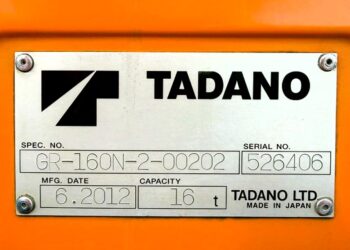 TADANO
SPEC. NO. SERIAL NO.
GR-160N-2-00202 526406
MFG. DATE CAPACITY
6.2012 16 t TADANO LTD.
MADE IN JAPAN